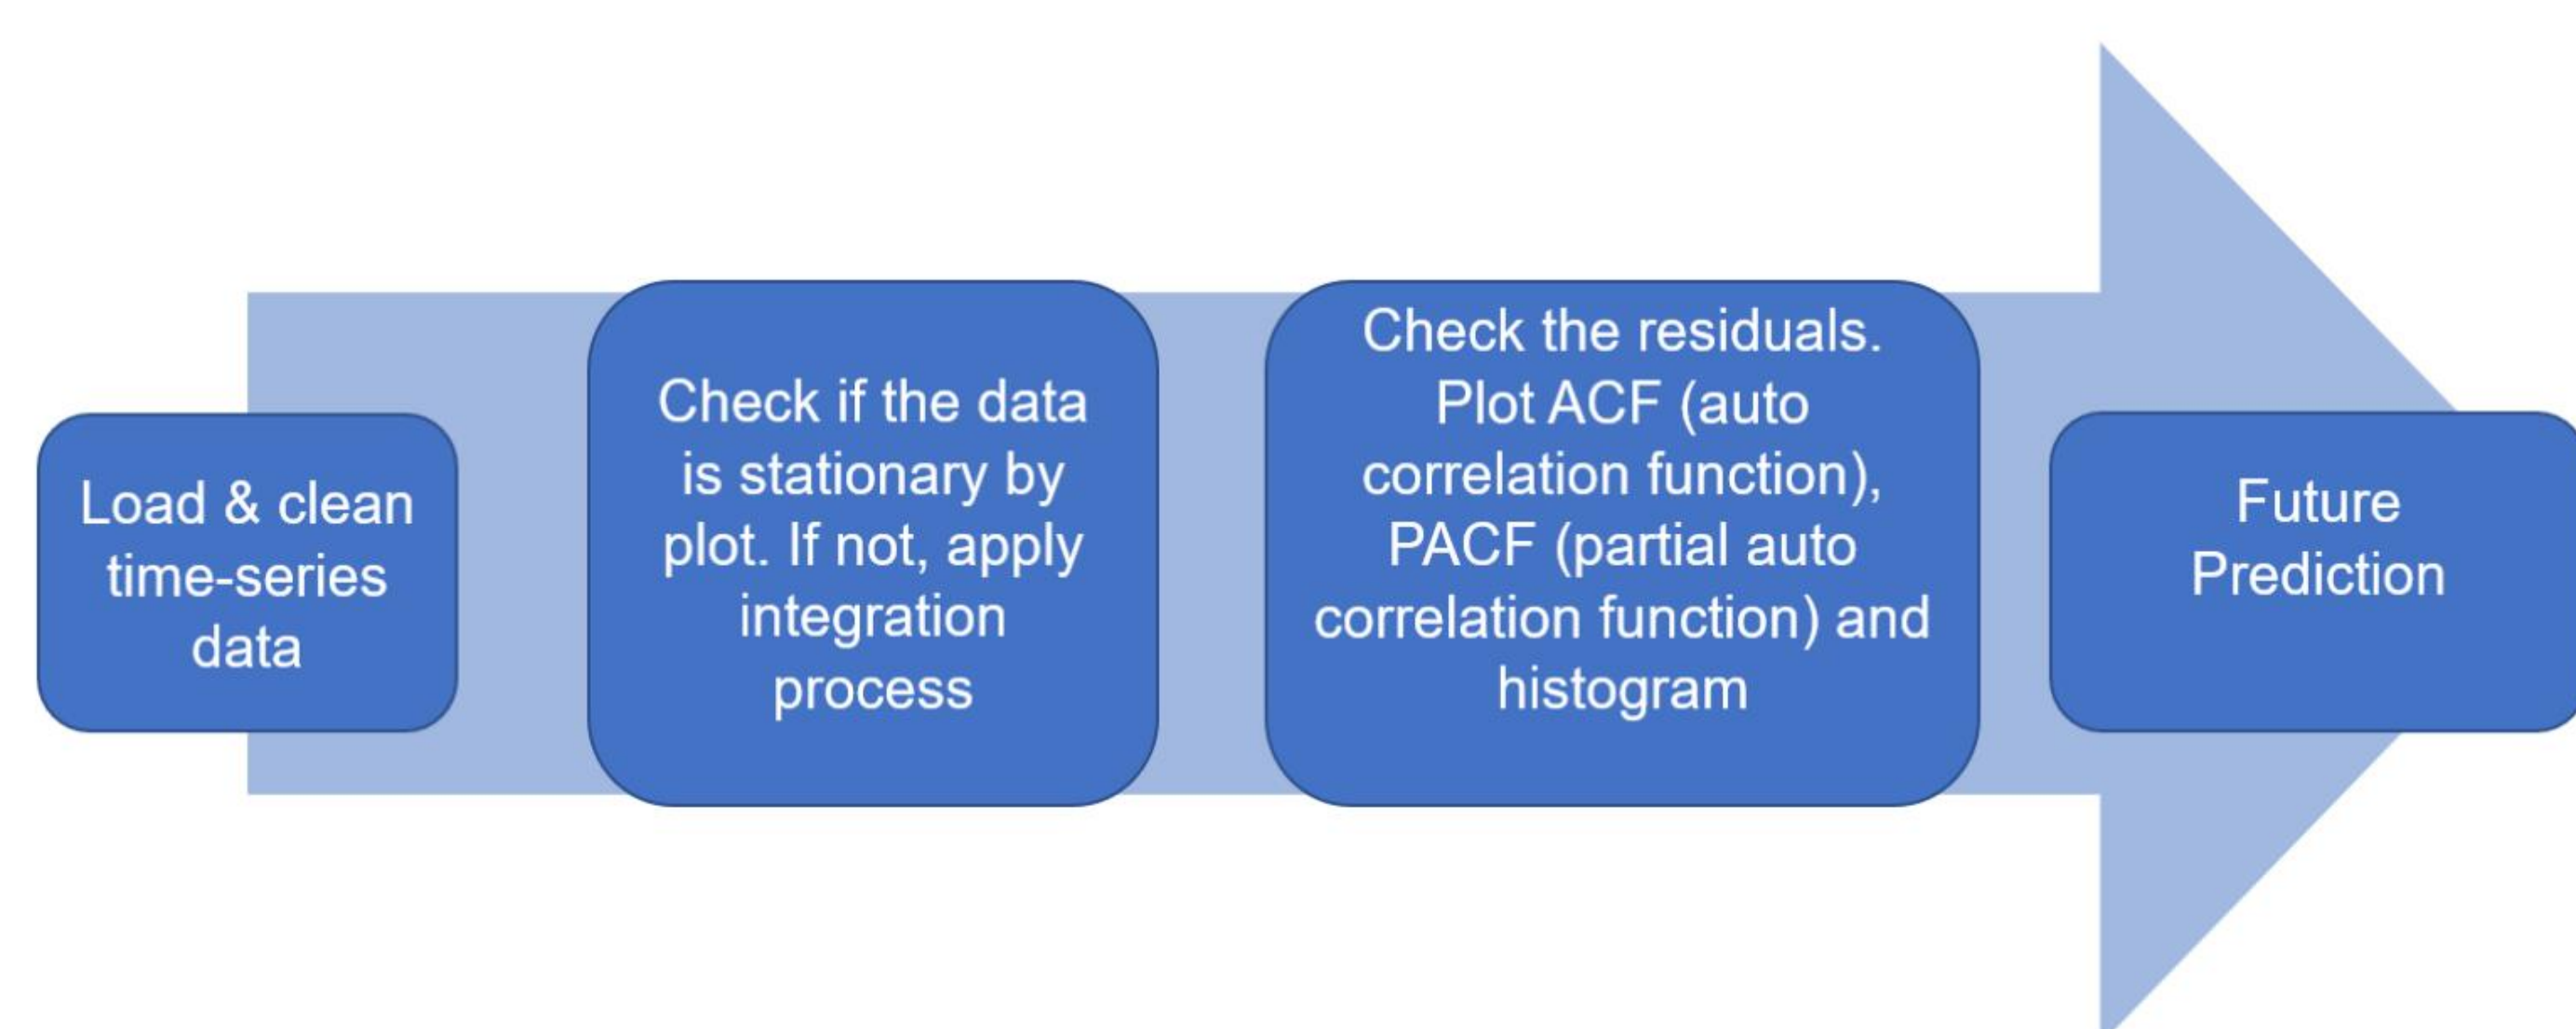 Load & clean
time-series
data
Check if the data
is stationary by
plot. If not, apply
integration
process
Check the residuals.
Plot ACF (auto
correlation function),
PACF (partial auto
correlation function) and
histogram
Future
Prediction